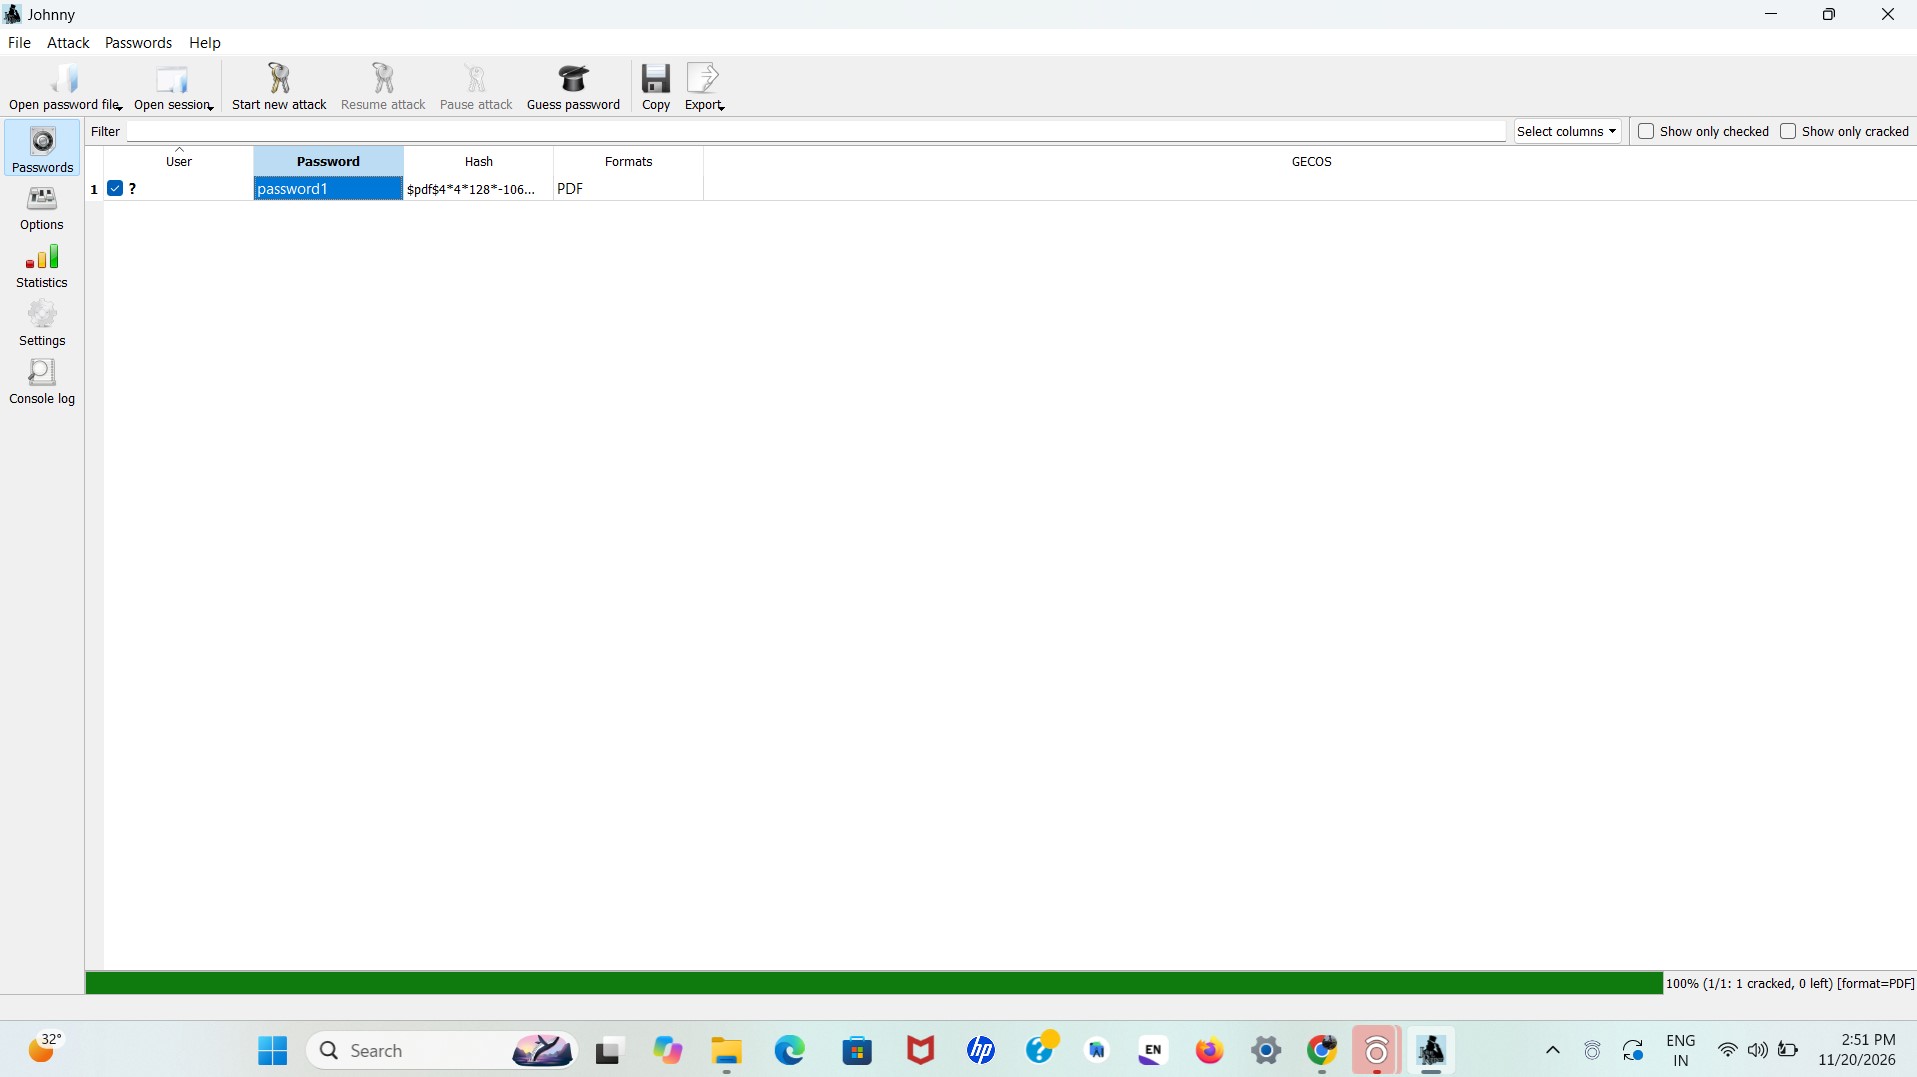 Johnny
File Attack Passwords Help
Open password file Open session Start new attack Resume attack Pause attack Guess password Copy Export
Passwords
Options
Statistics
Settings
Console log
Filter Select columns Show only checked Show only cracked
User Password Hash Formats GECOS
1 ? password1 $pdf$4*4*128*-106... PDF
100% (1/1: 1 cracked, 0 left) [format=PDF]
32° Search EN ENG 2:51 PM
IN 11/20/2026